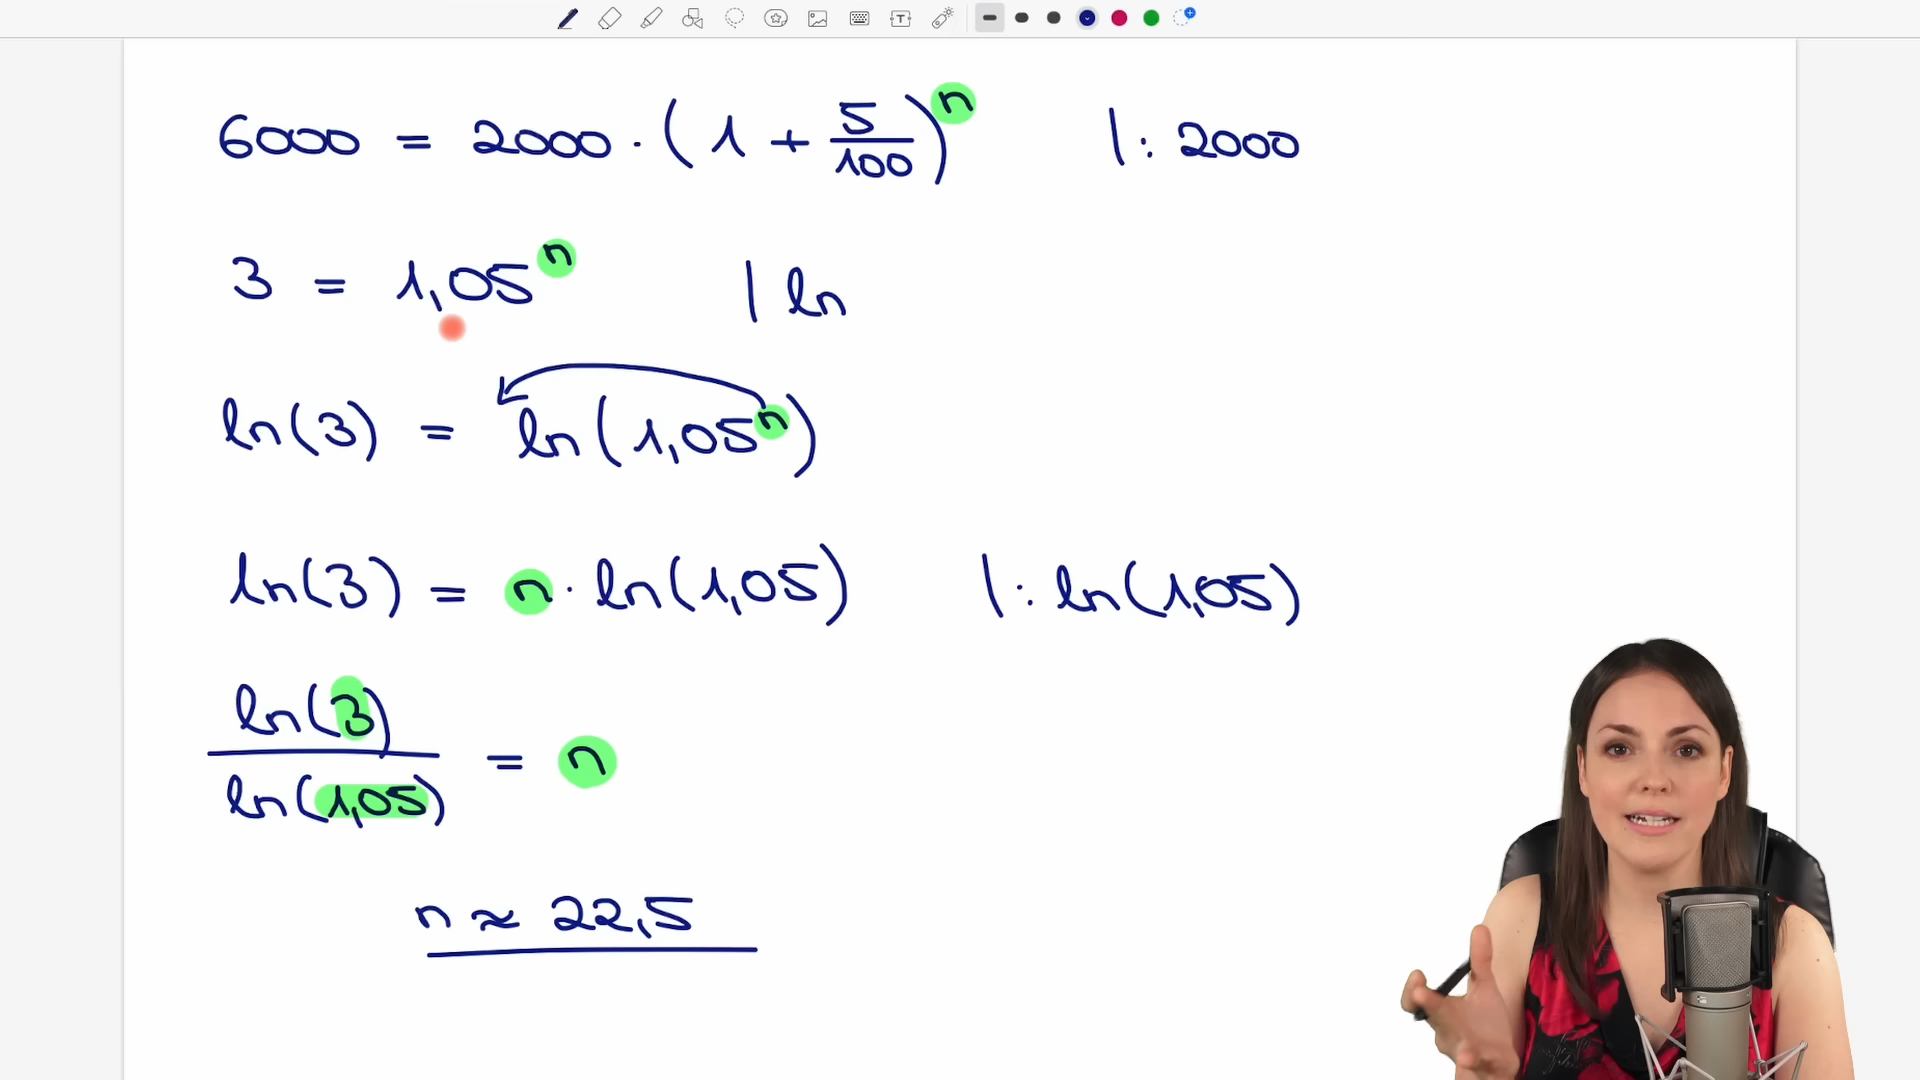 6000 = 2000 · (1 + 5/100)^n | : 2000
3 = 1,05^n | ln
ln(3) = ln(1,05^n)
ln(3) = n · ln(1,05) | : ln(1,05)
ln(3)/ln(1,05) = n
n ≈ 22,5